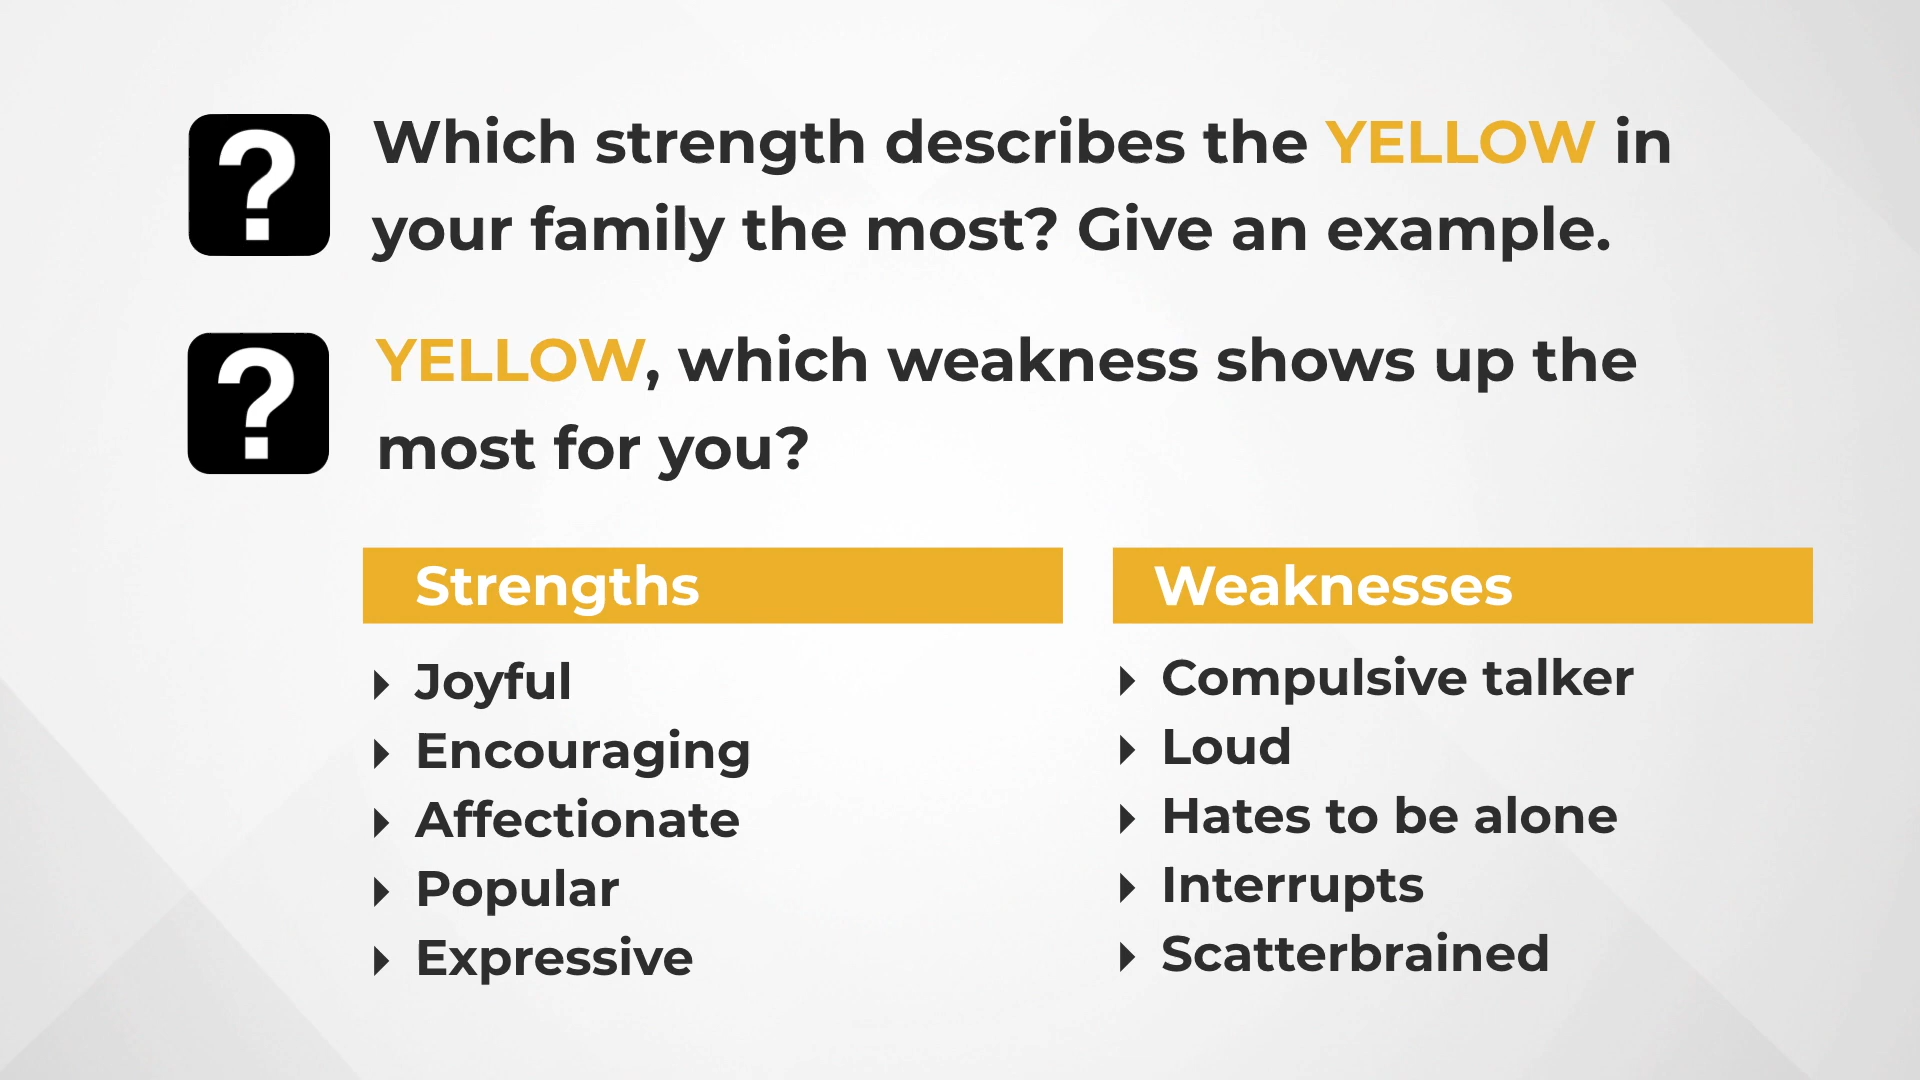 ?
Which strength describes the YELLOW in
your family the most? Give an example.
?
YELLOW, which weakness shows up the
most for you?
Strengths
Joyful
Encouraging
Affectionate
Popular
Expressive
Weaknesses
Compulsive talker
Loud
Hates to be alone
Interrupts
Scatterbrained